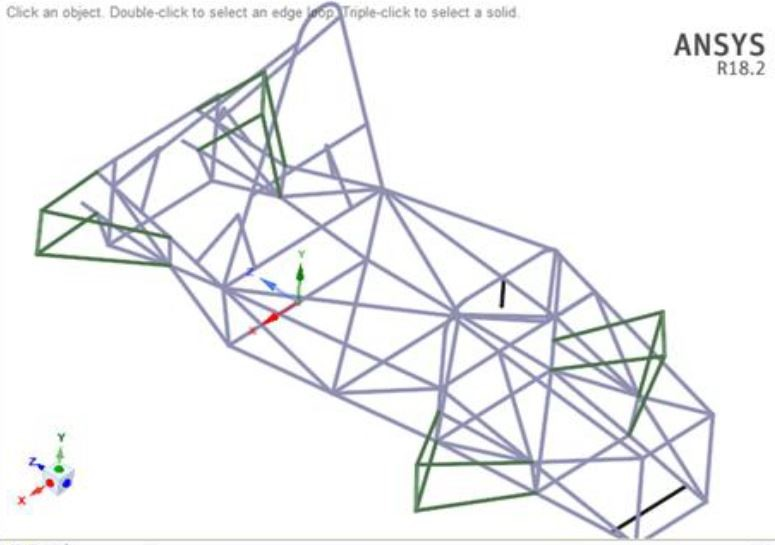 Click an object. Double-click to select an edge loop. Triple-click to select a solid.
ANSYS
R18.2
Y
Z
X
Y
Z
X